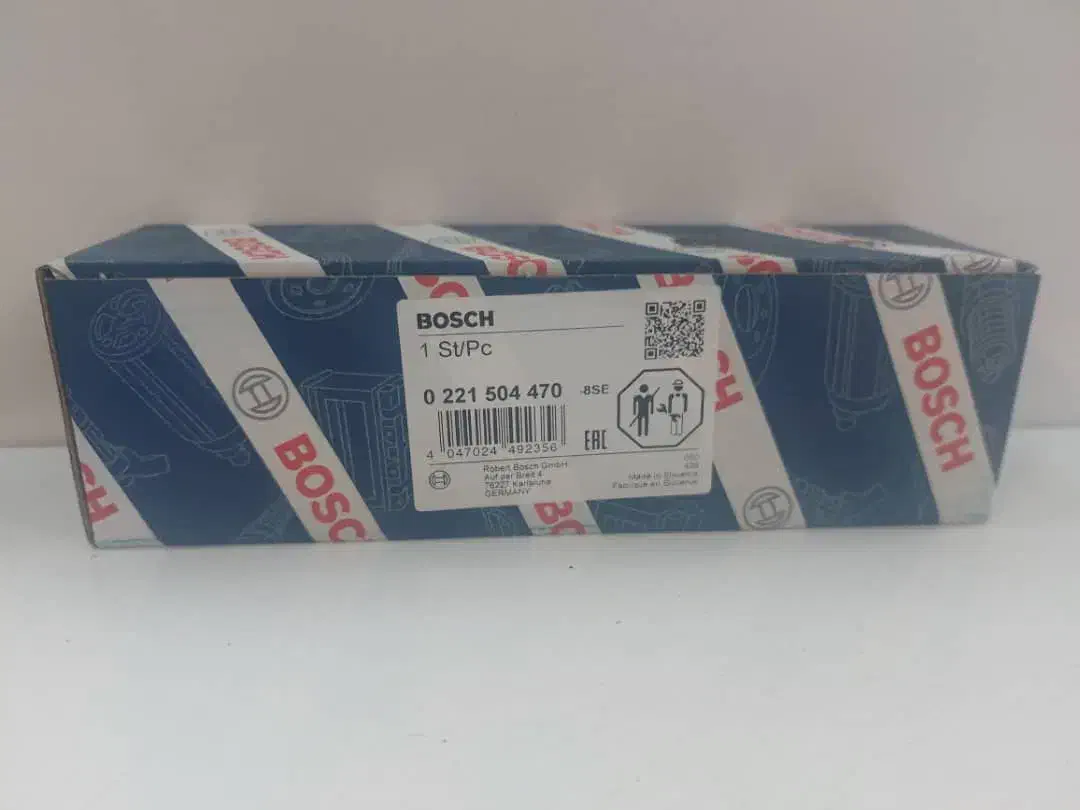 BOSCH
BOSCH
BOSCH
1 St/Pc
0 221 504 470 -8SE
4 047024 492356
EAC
Robert Bosch GmbH
Auf der Breit 4
76227 Karlsruhe
GERMANY
Made in Slovenia
Fabriqué en Slovénie
BOSCH
BOSCH